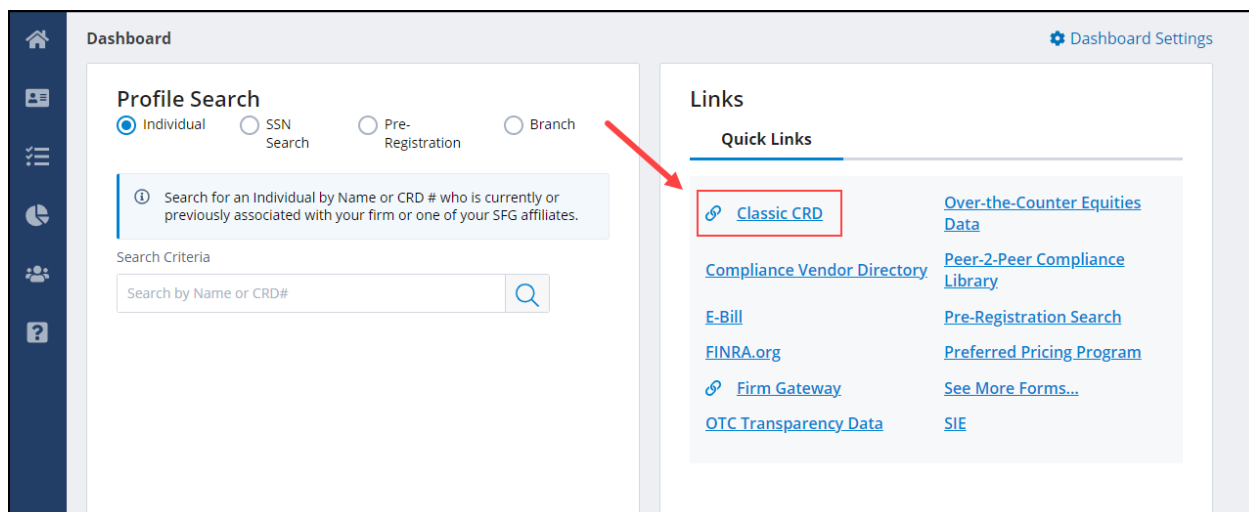 Dashboard
Dashboard Settings
Profile Search
Individual
SSN
Search
Pre-
Registration
Branch
Search for an Individual by Name or CRD # who is currently or
previously associated with your firm or one of your SFG affiliates.
Search Criteria
Search by Name or CRD#
Links
Quick Links
Classic CRD
Compliance Vendor Directory
E-Bill
FINRA.org
Firm Gateway
OTC Transparency Data
Over-the-Counter Equities
Data
Peer-2-Peer Compliance
Library
Pre-Registration Search
Preferred Pricing Program
See More Forms...
SIE